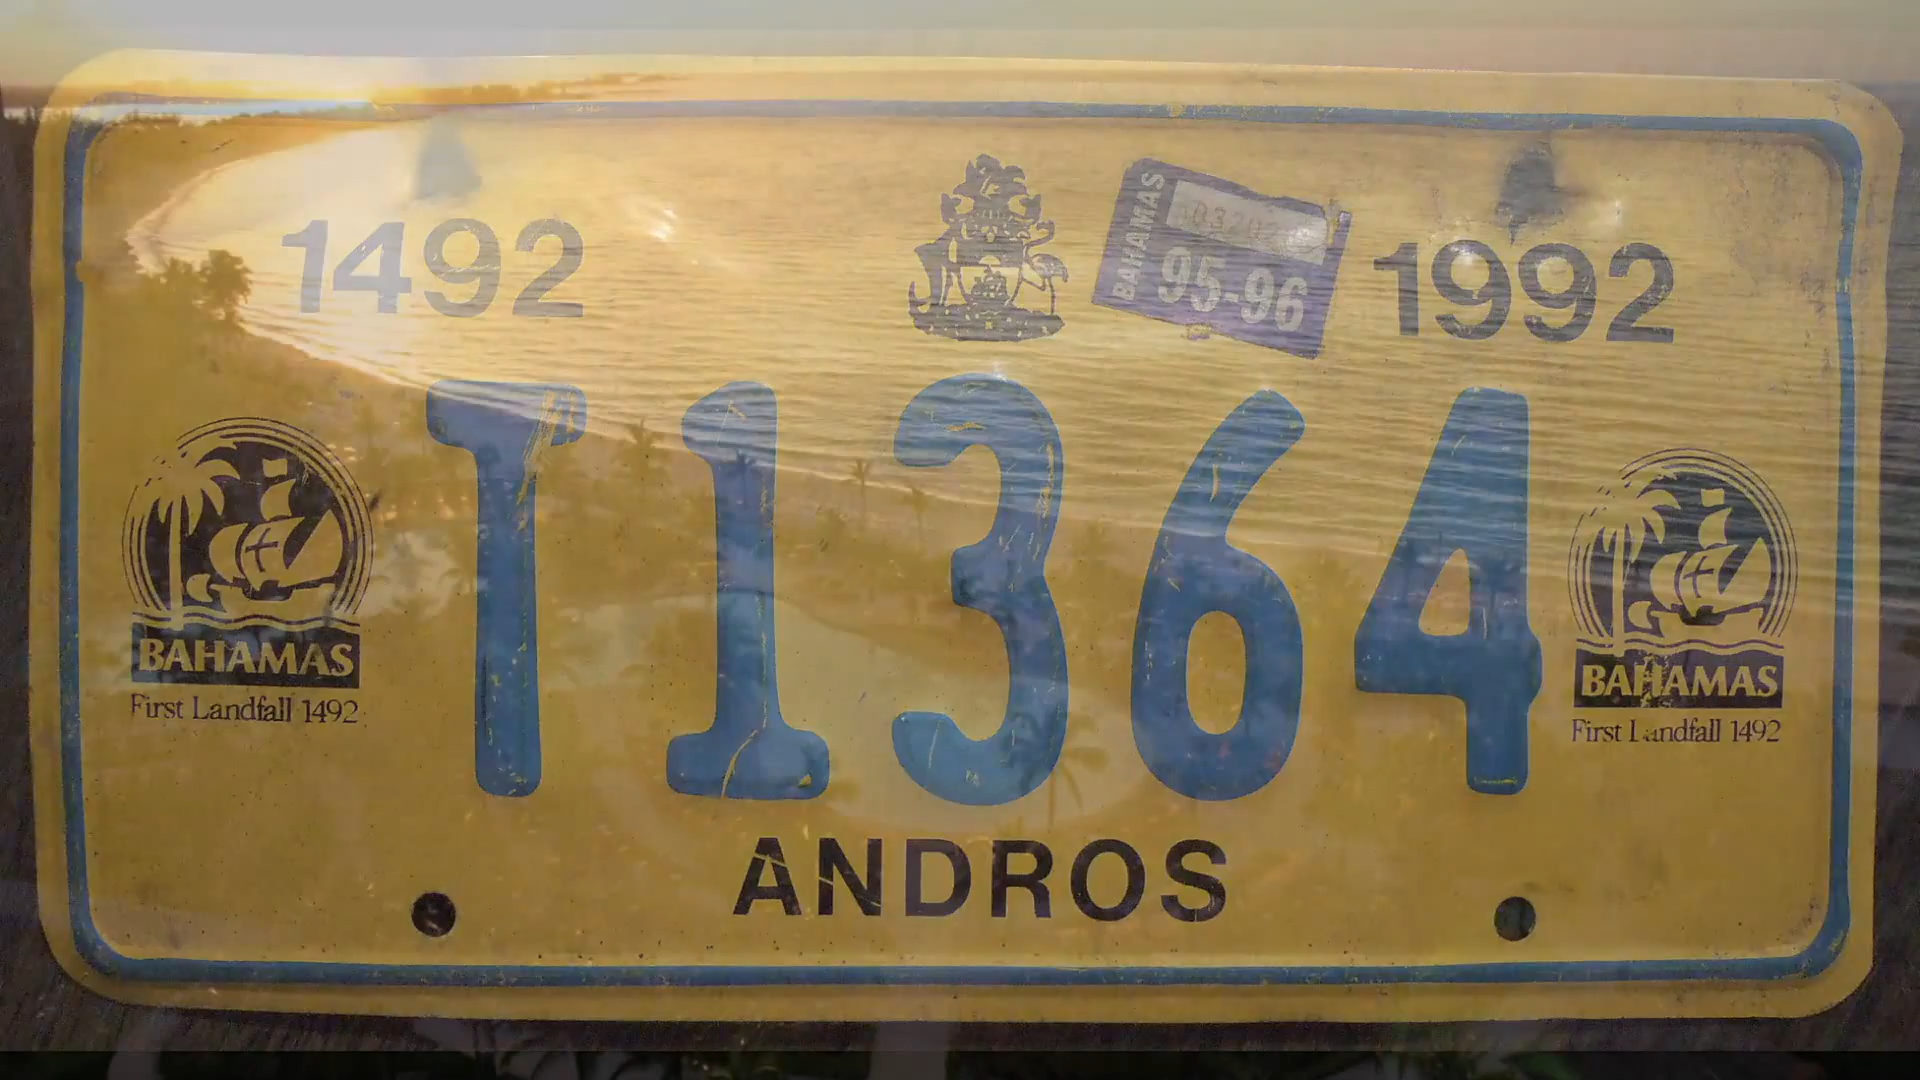 1492
BAHAMAS
95-96
1992
T1364
BAHAMAS
First Landfall 1492
BAHAMAS
First Landfall 1492
ANDROS